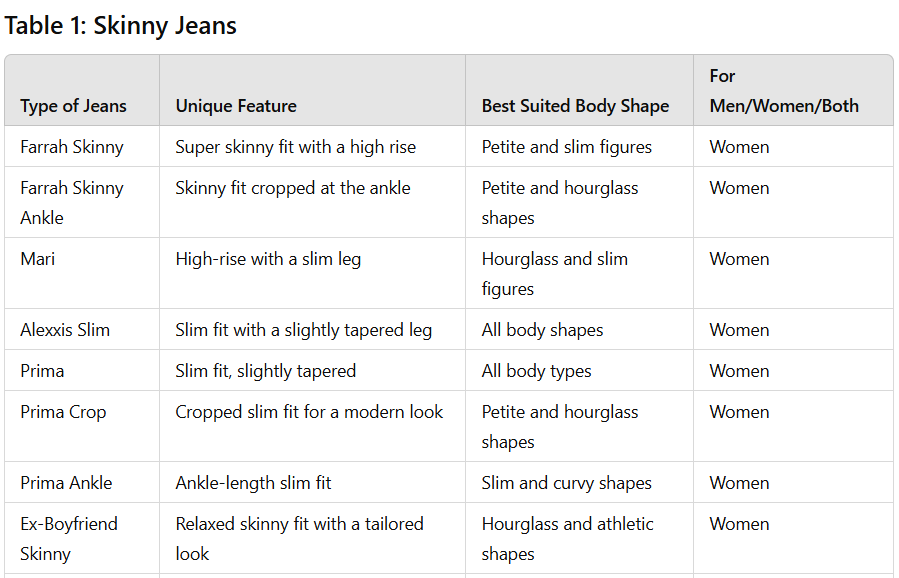 Table 1: Skinny Jeans
Type of Jeans Unique Feature Best Suited Body Shape For Men/Women/Both
Farrah Skinny Super skinny fit with a high rise Petite and slim figures Women
Farrah Skinny Ankle Skinny fit cropped at the ankle Petite and hourglass shapes Women
Mari High-rise with a slim leg Hourglass and slim figures Women
Alexxis Slim Slim fit with a slightly tapered leg All body shapes Women
Prima Slim fit, slightly tapered All body types Women
Prima Crop Cropped slim fit for a modern look Petite and hourglass shapes Women
Prima Ankle Ankle-length slim fit Slim and curvy shapes Women
Ex-Boyfriend Skinny Relaxed skinny fit with a tailored look Hourglass and athletic shapes Women